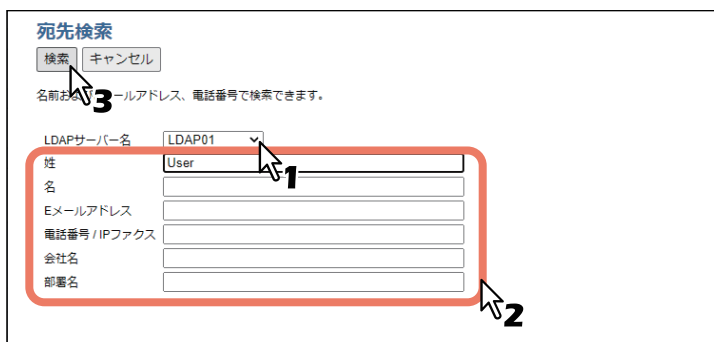 宛先検索
検索 キャンセル
名前および ールアドレス、電話番号で検索できます。
3
LDAPサーバー名 LDAP01
1
姓 User
名
Eメールアドレス
電話番号 / IPファクス
会社名
部署名
2